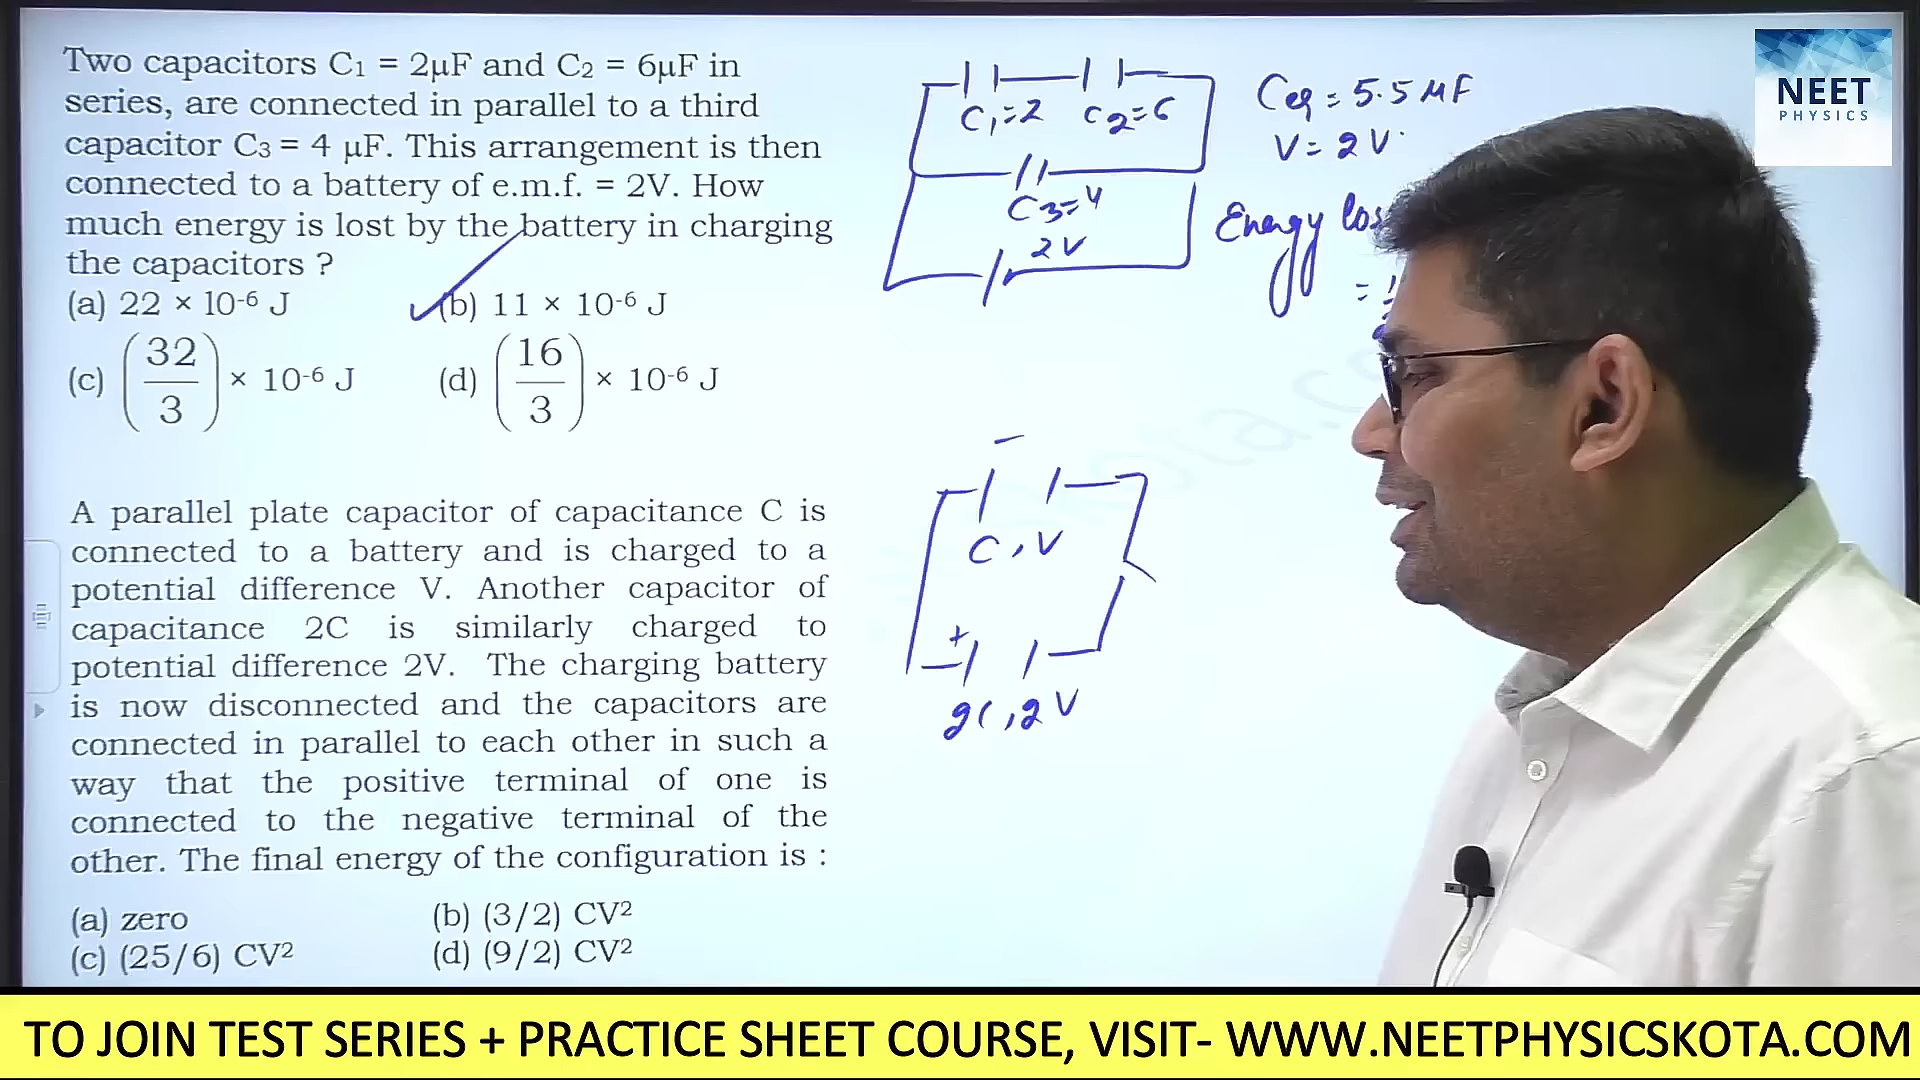 Two capacitors C1 = 2μF and C2 = 6μF in
series, are connected in parallel to a third
capacitor C3 = 4 μF. This arrangement is then
connected to a battery of e.m.f. = 2V. How
much energy is lost by the battery in charging
the capacitors ?
(a) 22 × 10-6 J (b) 11 × 10-6 J
(c) (32/3) × 10-6 J (d) (16/3) × 10-6 J
C1=2 C2=6
C3=4
2V
Ceq = 5.5 μF
V = 2V
Energy
=
NEET
PHYSICS
A parallel plate capacitor of capacitance C is
connected to a battery and is charged to a
potential difference V. Another capacitor of
capacitance 2C is similarly charged to
potential difference 2V. The charging battery
is now disconnected and the capacitors are
connected in parallel to each other in such a
way that the positive terminal of one is
connected to the negative terminal of the
other. The final energy of the configuration is :
(a) zero (b) (3/2) CV2
(c) (25/6) CV2 (d) (9/2) CV2
−
C, V
+
2C, 2V
TO JOIN TEST SERIES + PRACTICE SHEET COURSE, VISIT- WWW.NEETPHYSICSKOTA.COM